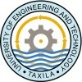 UNIVERSITY OF ENGINEERING AND TECHNOLOGY
TAXILA